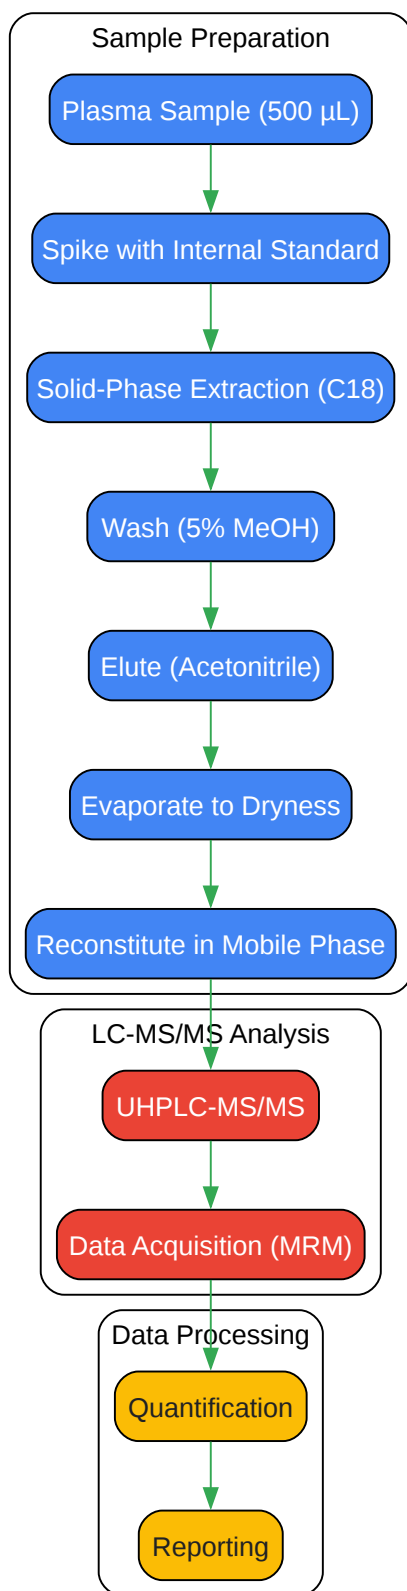 Sample Preparation
Plasma Sample (500 µL)
Spike with Internal Standard
Solid-Phase Extraction (C18)
Wash (5% MeOH)
Elute (Acetonitrile)
Evaporate to Dryness
Reconstitute in Mobile Phase
LC-MS/MS Analysis
UHPLC-MS/MS
Data Acquisition (MRM)
Data Processing
Quantification
Reporting